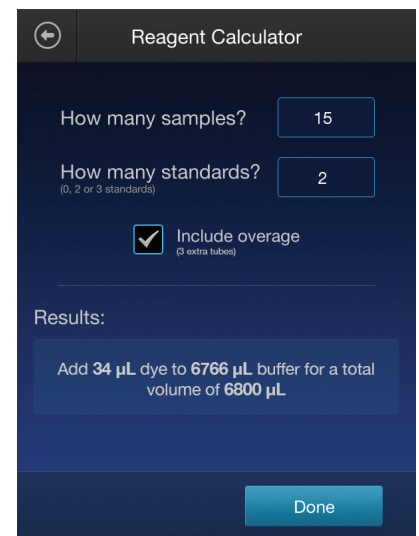 Reagent Calculator
How many samples? 15
How many standards? 2
(0, 2 or 3 standards)
Include overage
(3 extra tubes)
Results:
Add 34 µL dye to 6766 µL buffer for a total
volume of 6800 µL
Done